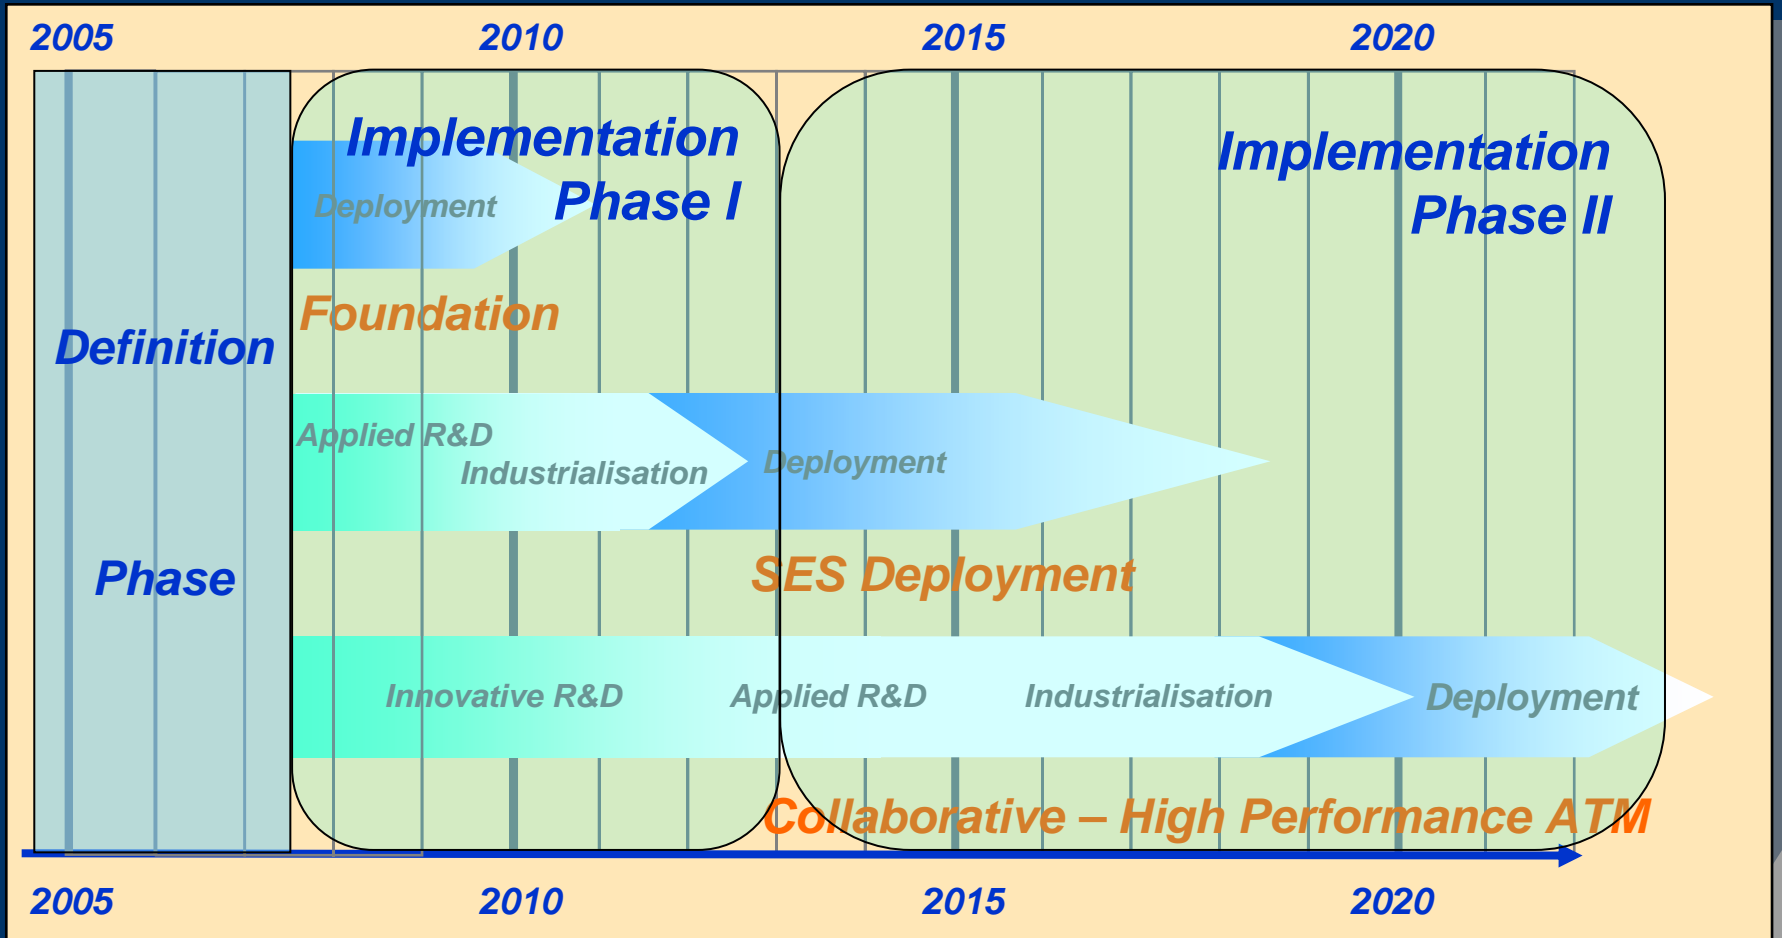 2005 2010 2015 2020
Implementation
Phase I
Implementation
Phase II
Deployment
Foundation
Definition
Phase
Applied R&D
Industrialisation
Deployment
SES Deployment
Innovative R&D Applied R&D Industrialisation Deployment
Collaborative – High Performance ATM
2005 2010 2015 2020